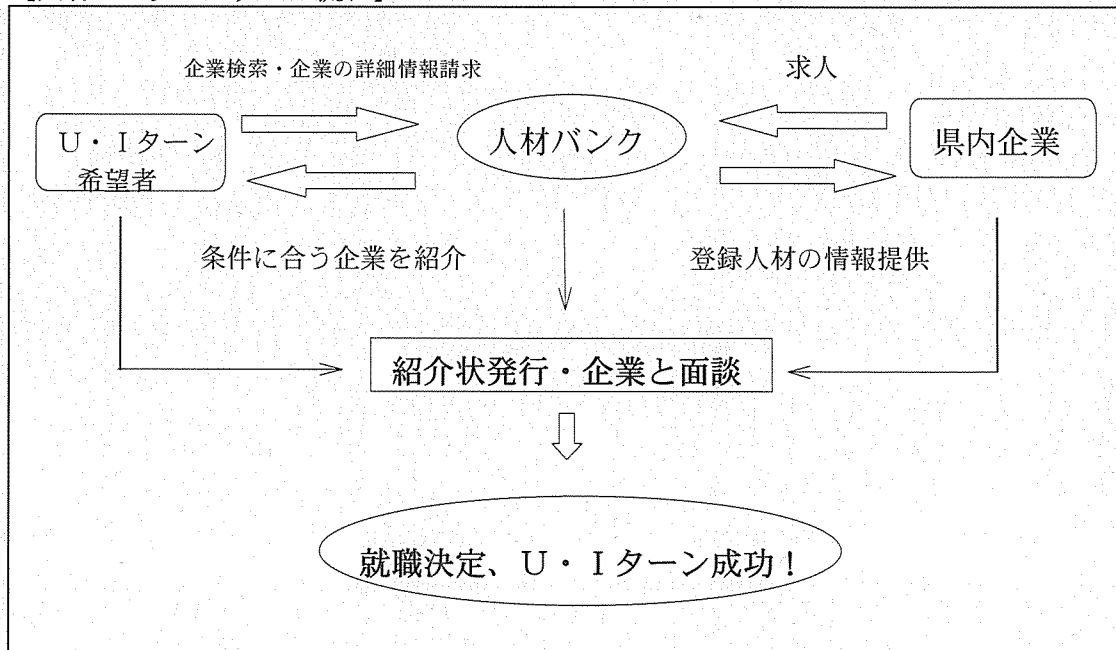 企業検索・企業の詳細情報請求
求人
U・Iターン
希望者
人材バンク
県内企業
条件に合う企業を紹介
登録人材の情報提供
紹介状発行・企業と面談
就職決定、U・Iターン成功！